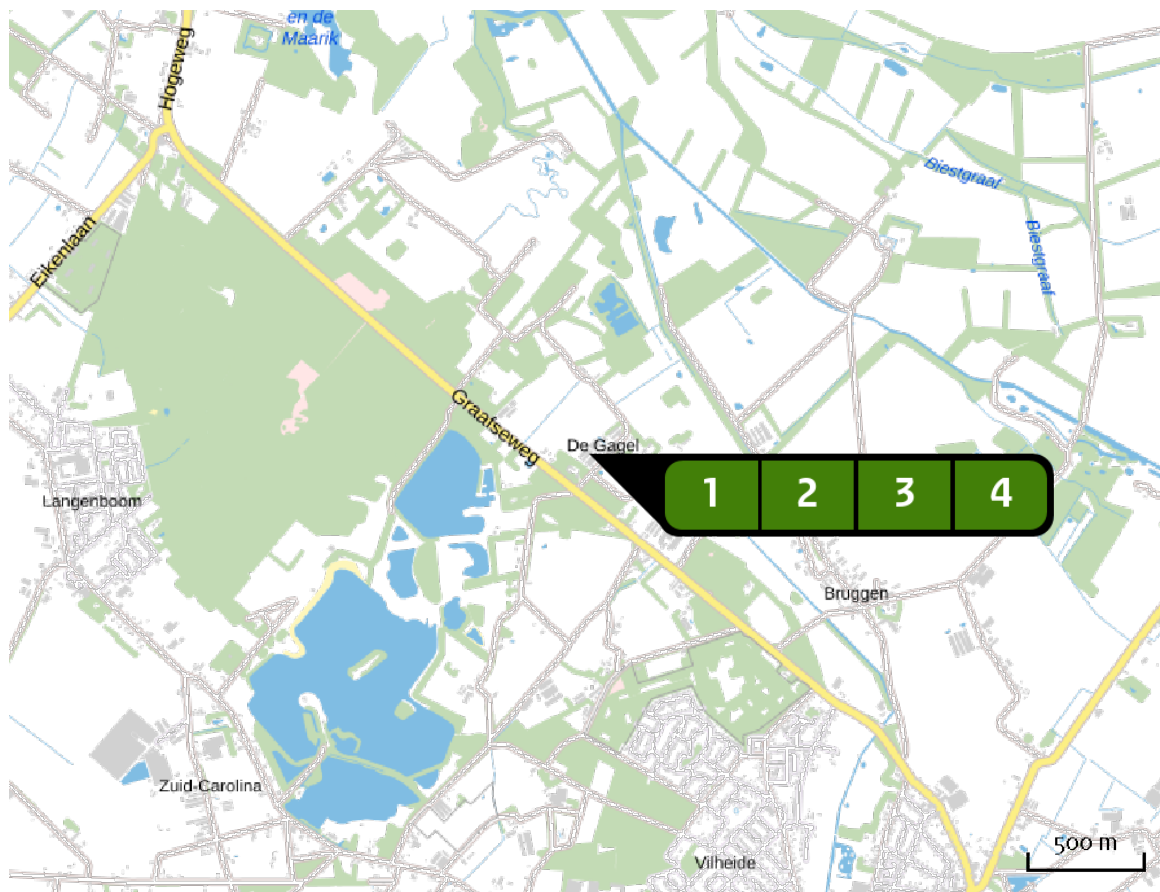 en de
Maarik
Hogeweg
Biestgraaf
Eikenlaan
Biestgraaf
Graafseweg
De Gagel
Langenboom
1 2 3 4
Bruggen
Zuid-Carolina
500 m
Vilheide